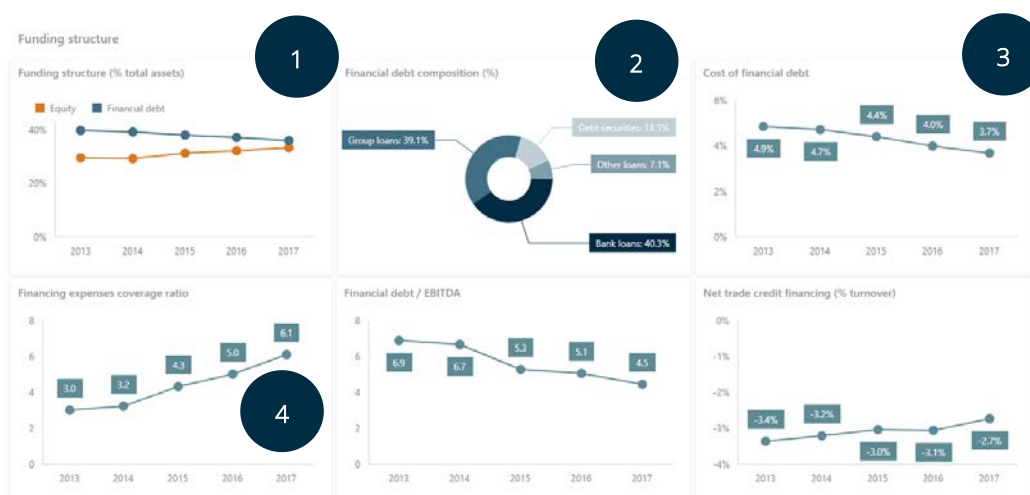 Funding structure
1
2
3
Funding structure (% total assets)
Equity
Financial debt
40%
20%
0%
2013 2014 2015 2016 2017
Financial debt composition (%)
Debt securities: 13.5%
Group loans: 39.1%
Other loans: 7.1%
Bank loans: 40.3%
Cost of financial debt
6%
4%
2%
0%
4.9%
4.7%
4.4%
4.0%
3.7%
2013 2014 2015 2016 2017
Financing expenses coverage ratio
8
6
4
2
0
3.0
3.2
4.3
5.0
6.1
4
2013 2014 2015 2016 2017
Financial debt / EBITDA
8
6
4
2
0
6.9
6.7
5.3
5.1
4.5
2013 2014 2015 2016 2017
Net trade credit financing (% turnover)
0%
-1%
-2%
-3%
-4%
-3.4%
-3.2%
-3.0%
-3.1%
-2.7%
2013 2014 2015 2016 2017